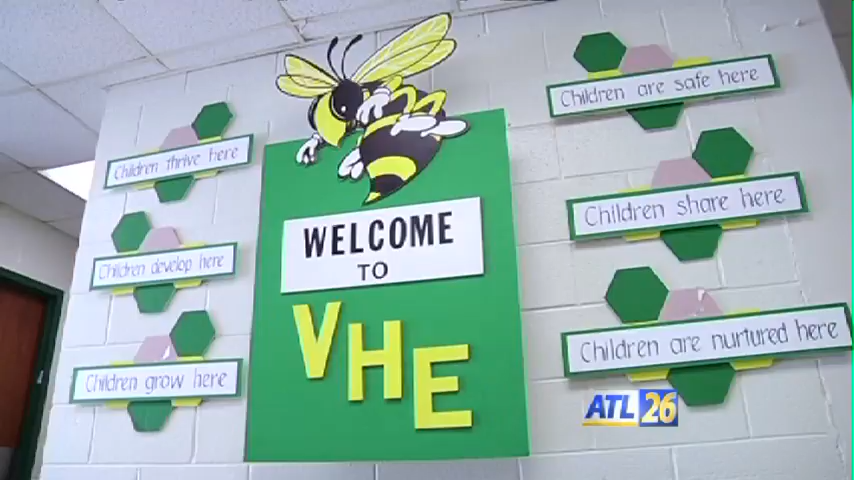 Children thrive here
Children develop here
Children grow here
WELCOME
TO
VHE
Children are safe here
Children share here
Children are nurtured here
ATL 26